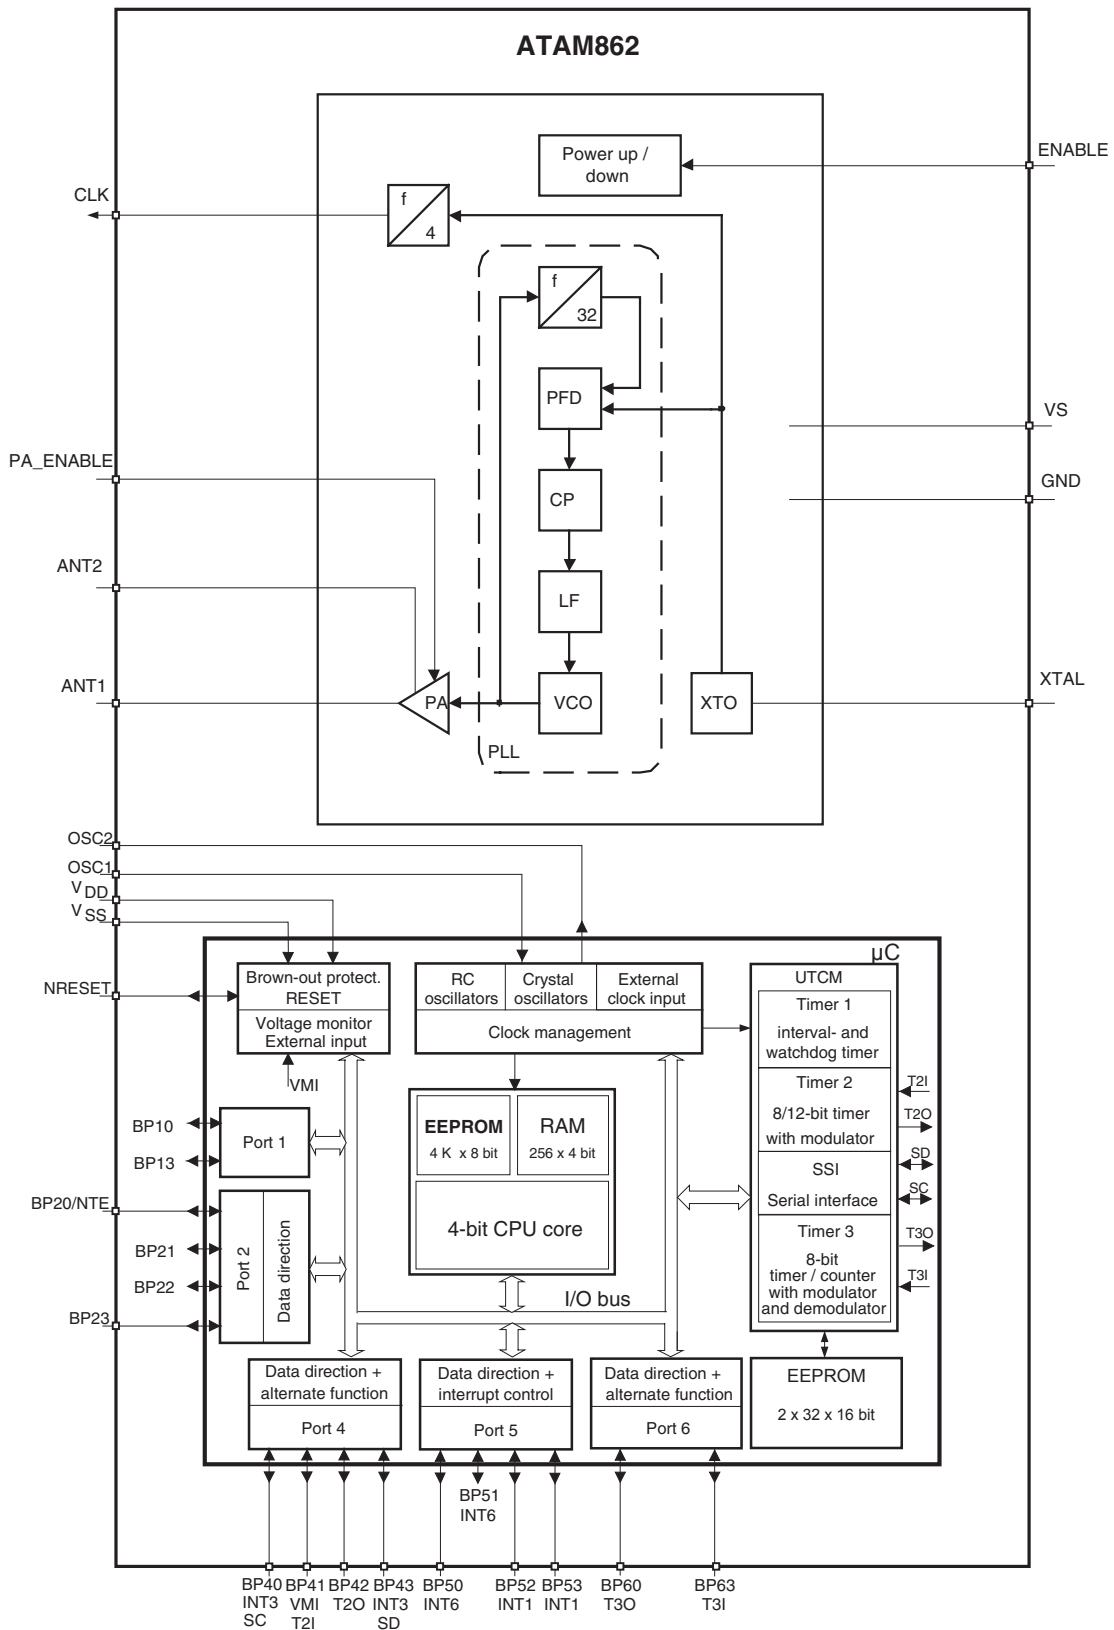 ATAM862
Power up /
down
ENABLE
CLK
f
4
f
32
PFD
VS
PA_ENABLE
GND
CP
ANT2
LF
ANT1
PA
VCO
XTO
XTAL
PLL
OSC2
OSC1
V DD
V SS
µC
NRESET
Brown-out protect.
RESET
Voltage monitor
External input
VMI
RC
oscillators
Crystal
oscillators
External
clock input
Clock management
UTCM
Timer 1
interval- and
watchdog timer
Timer 2
8/12-bit timer
with modulator
SSI
Serial interface
Timer 3
8-bit
timer / counter
with modulator
and demodulator
T2I
T2O
SD
SC
T3O
T3I
EEPROM
4 K x 8 bit
RAM
256 x 4 bit
4-bit CPU core
I/O bus
BP10
BP13
Port 1
BP20/NTE
BP21
BP22
BP23
Port 2
Data direction
Data direction +
alternate function
Port 4
Data direction +
interrupt control
Port 5
Data direction +
alternate function
Port 6
EEPROM
2 x 32 x 16 bit
BP51
INT6
BP40
INT3
SC
BP41
VMI
T2I
BP42
T2O
BP43
INT3
SD
BP50
INT6
BP52
INT1
BP53
INT1
BP60
T3O
BP63
T3I